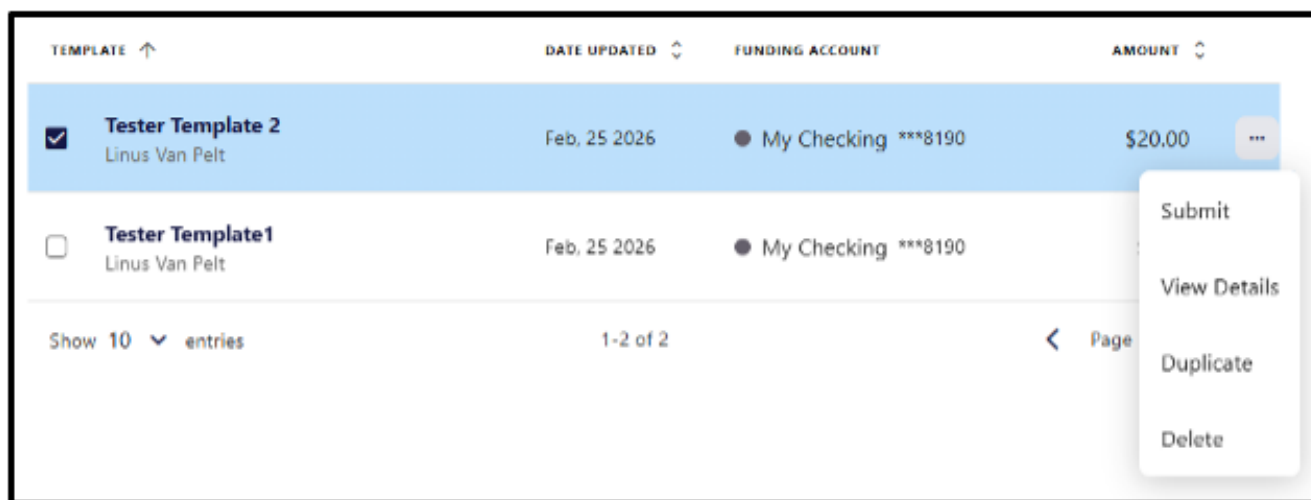 TEMPLATE DATE UPDATED FUNDING ACCOUNT AMOUNT
Tester Template 2
Linus Van Pelt
Feb, 25 2026 My Checking ***8190 $20.00 ...
Submit
Tester Template1
Linus Van Pelt
Feb, 25 2026 My Checking ***8190
View Details
Show 10 entries 1-2 of 2 Page
Duplicate
Delete